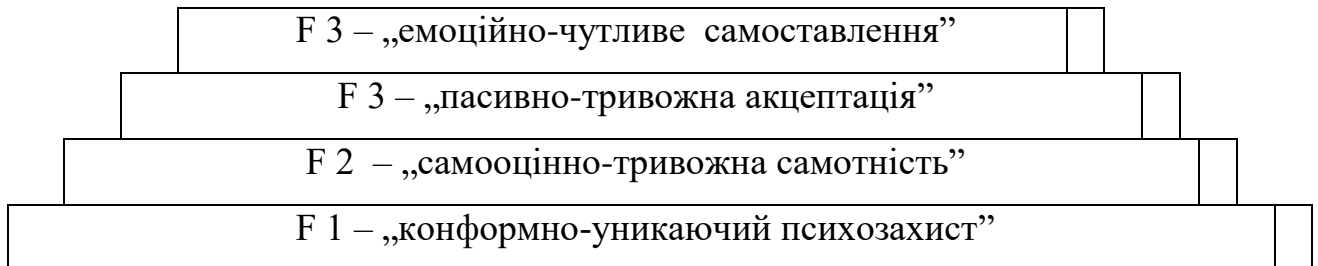 F 3 – „емоційно-чутливе самоставлення”
F 3 – „пасивно-тривожна акцептація”
F 2 – „самооцінно-тривожна самотність”
F 1 – „конформно-уникаючий психозахист”